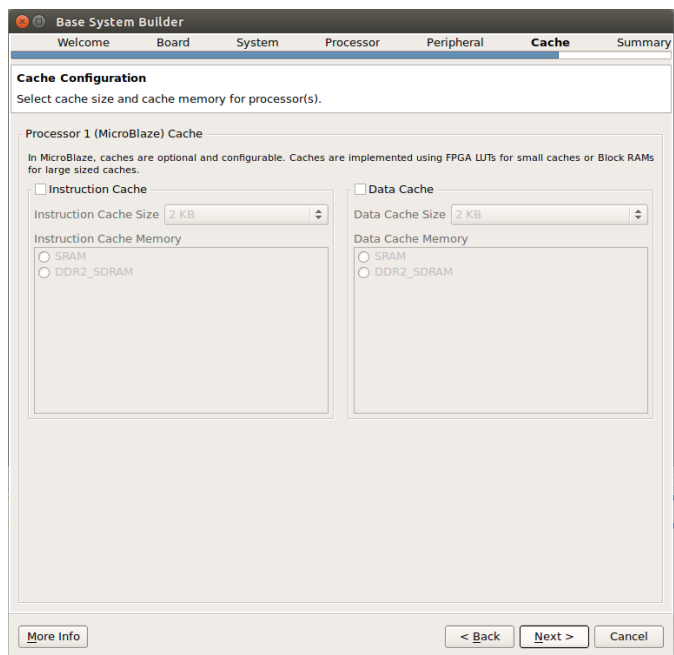 Base System Builder
Welcome Board System Processor Peripheral Cache Summary
Cache Configuration
Select cache size and cache memory for processor(s).
Processor 1 (MicroBlaze) Cache
In MicroBlaze, caches are optional and configurable. Caches are implemented using FPGA LUTs for small caches or Block RAMs
for large sized caches.
Instruction Cache
Instruction Cache Size 2 KB
Instruction Cache Memory
SRAM
DDR2_SDRAM
Data Cache
Data Cache Size 2 KB
Data Cache Memory
SRAM
DDR2_SDRAM
More Info < Back Next > Cancel